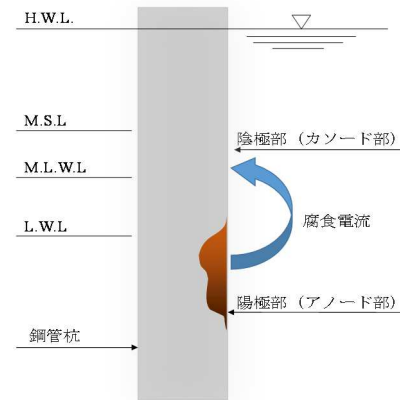 H.W.L.
M.S.L
陰極部（カソード部）
M.L.W.L
腐食電流
L.W.L
陽極部（アノード部）
鋼管杭